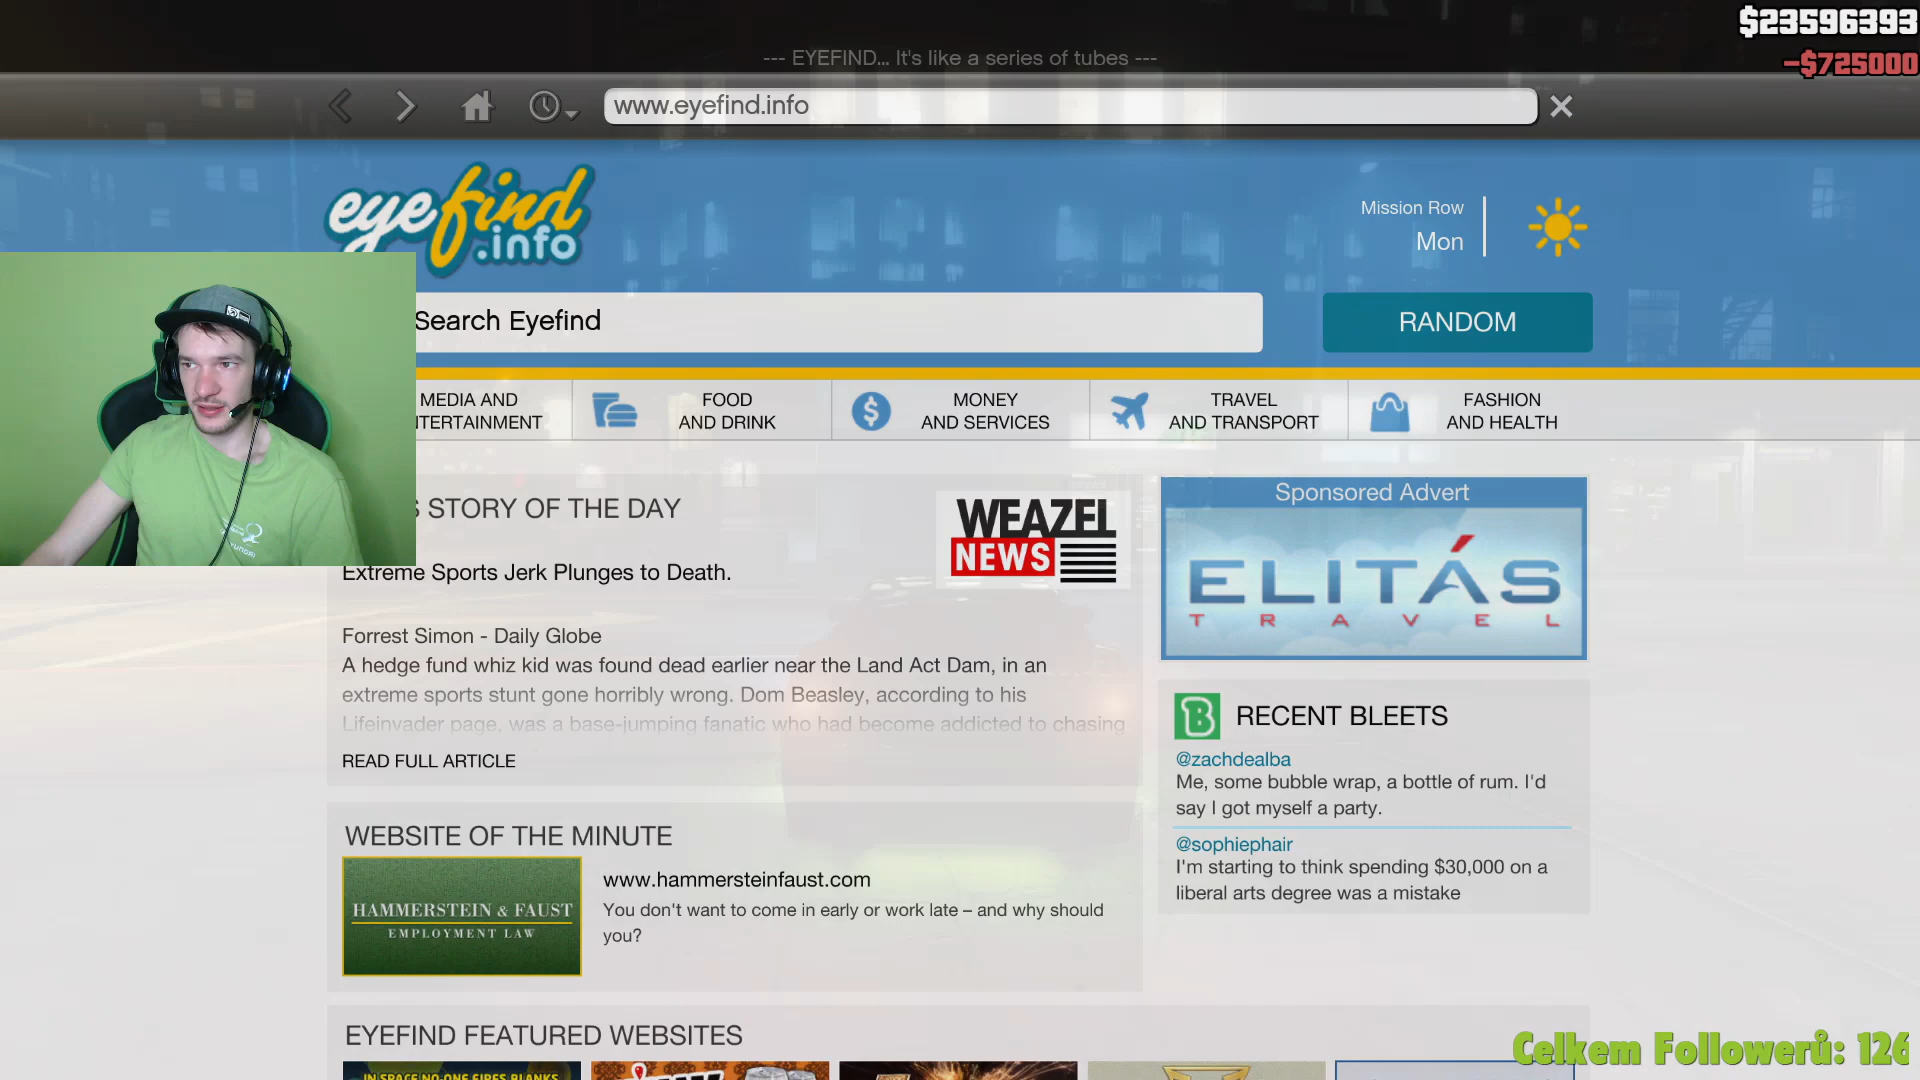 $23596393
-$725000
--- EYEFIND... It's like a series of tubes ---
www.eyefind.info
eyefind
.info
Mission Row
Mon
Search Eyefind
RANDOM
MEDIA AND
NTERTAINMENT
FOOD
AND DRINK
MONEY
AND SERVICES
TRAVEL
AND TRANSPORT
FASHION
AND HEALTH
S STORY OF THE DAY
WEAZEL
NEWS
Extreme Sports Jerk Plunges to Death.
Forrest Simon - Daily Globe
A hedge fund whiz kid was found dead earlier near the Land Act Dam, in an
extreme sports stunt gone horribly wrong. Dom Beasley, according to his
Lifeinvader page, was a base-jumping fanatic who had become addicted to chasing
READ FULL ARTICLE
Sponsored Advert
ELITÁS
TRAVEL
B RECENT BLEETS
@zachdealba
Me, some bubble wrap, a bottle of rum. I'd
say I got myself a party.
@sophiephair
I'm starting to think spending $30,000 on a
liberal arts degree was a mistake
WEBSITE OF THE MINUTE
HAMMERSTEIN & FAUST
EMPLOYMENT LAW
www.hammersteinfaust.com
You don't want to come in early or work late – and why should
you?
EYEFIND FEATURED WEBSITES
IN SPACE NO-ONE FIRES BLANKS
Celkem Followerů: 126